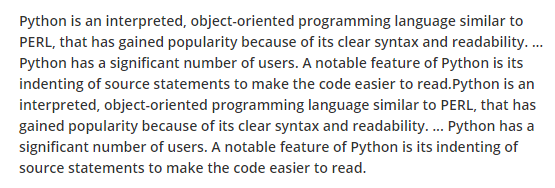 Python is an interpreted, object-oriented programming language similar to
PERL, that has gained popularity because of its clear syntax and readability. ...
Python has a significant number of users. A notable feature of Python is its
indenting of source statements to make the code easier to read.Python is an
interpreted, object-oriented programming language similar to PERL, that has
gained popularity because of its clear syntax and readability. ... Python has a
significant number of users. A notable feature of Python is its indenting of
source statements to make the code easier to read.